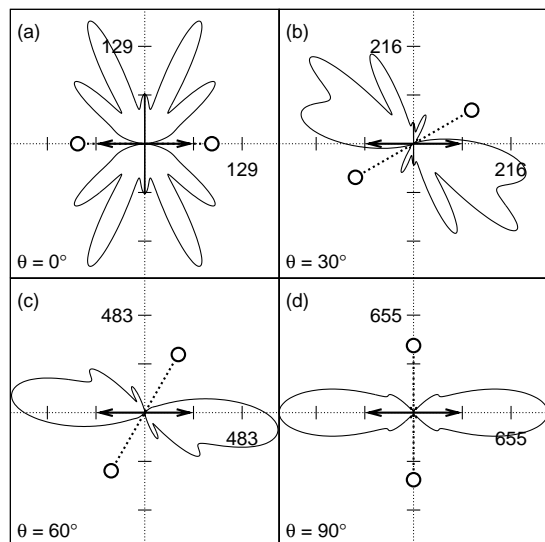 (a)
129
129
θ = 0°
(b)
216
216
θ = 30°
(c)
483
483
θ = 60°
(d)
655
655
θ = 90°